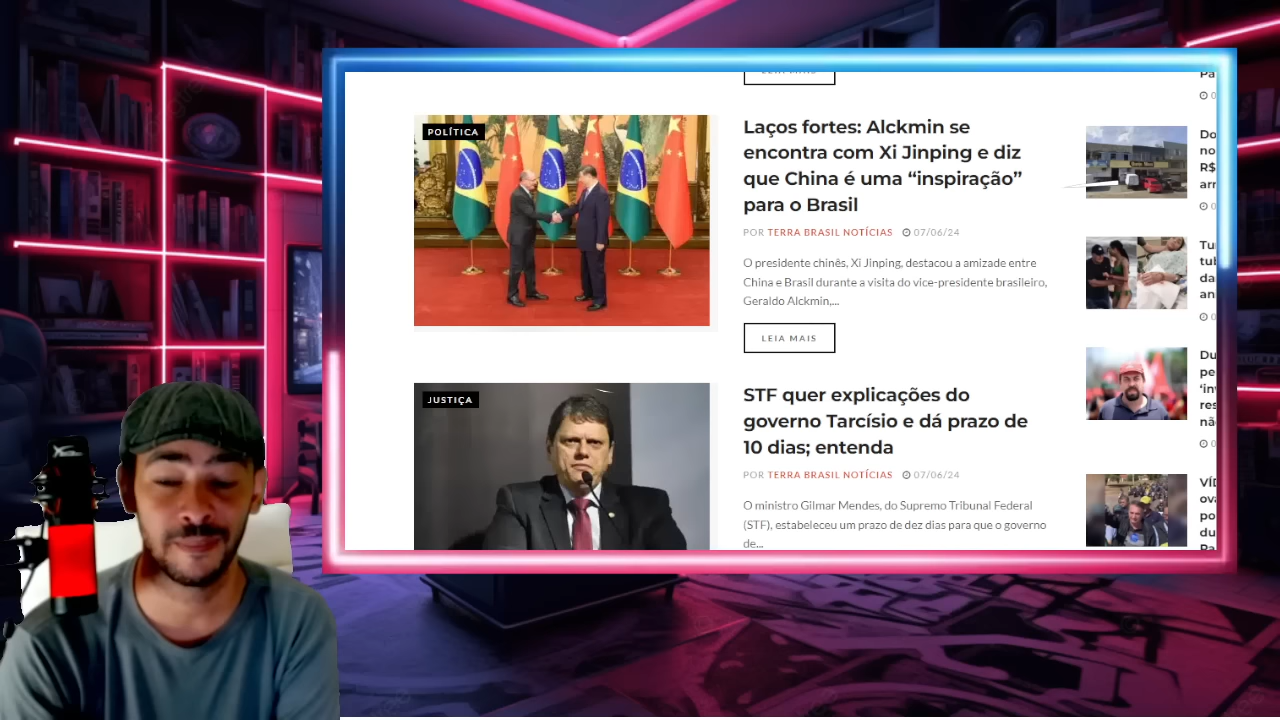 POLÍTICA
Laços fortes: Alckmin se
encontra com Xi Jinping e diz
que China é uma “inspiração”
para o Brasil
POR TERRA BRASIL NOTÍCIAS 07/06/24
O presidente chinês, Xi Jinping, destacou a amizade entre
China e Brasil durante a visita do vice-presidente brasileiro,
Geraldo Alckmin,...
LEIA MAIS
JUSTIÇA
STF quer explicações do
governo Tarcísio e dá prazo de
10 dias; entenda
POR TERRA BRASIL NOTÍCIAS 07/06/24
O ministro Gilmar Mendes, do Supremo Tribunal Federal
(STF), estabeleceu um prazo de dez dias para que o governo
de...